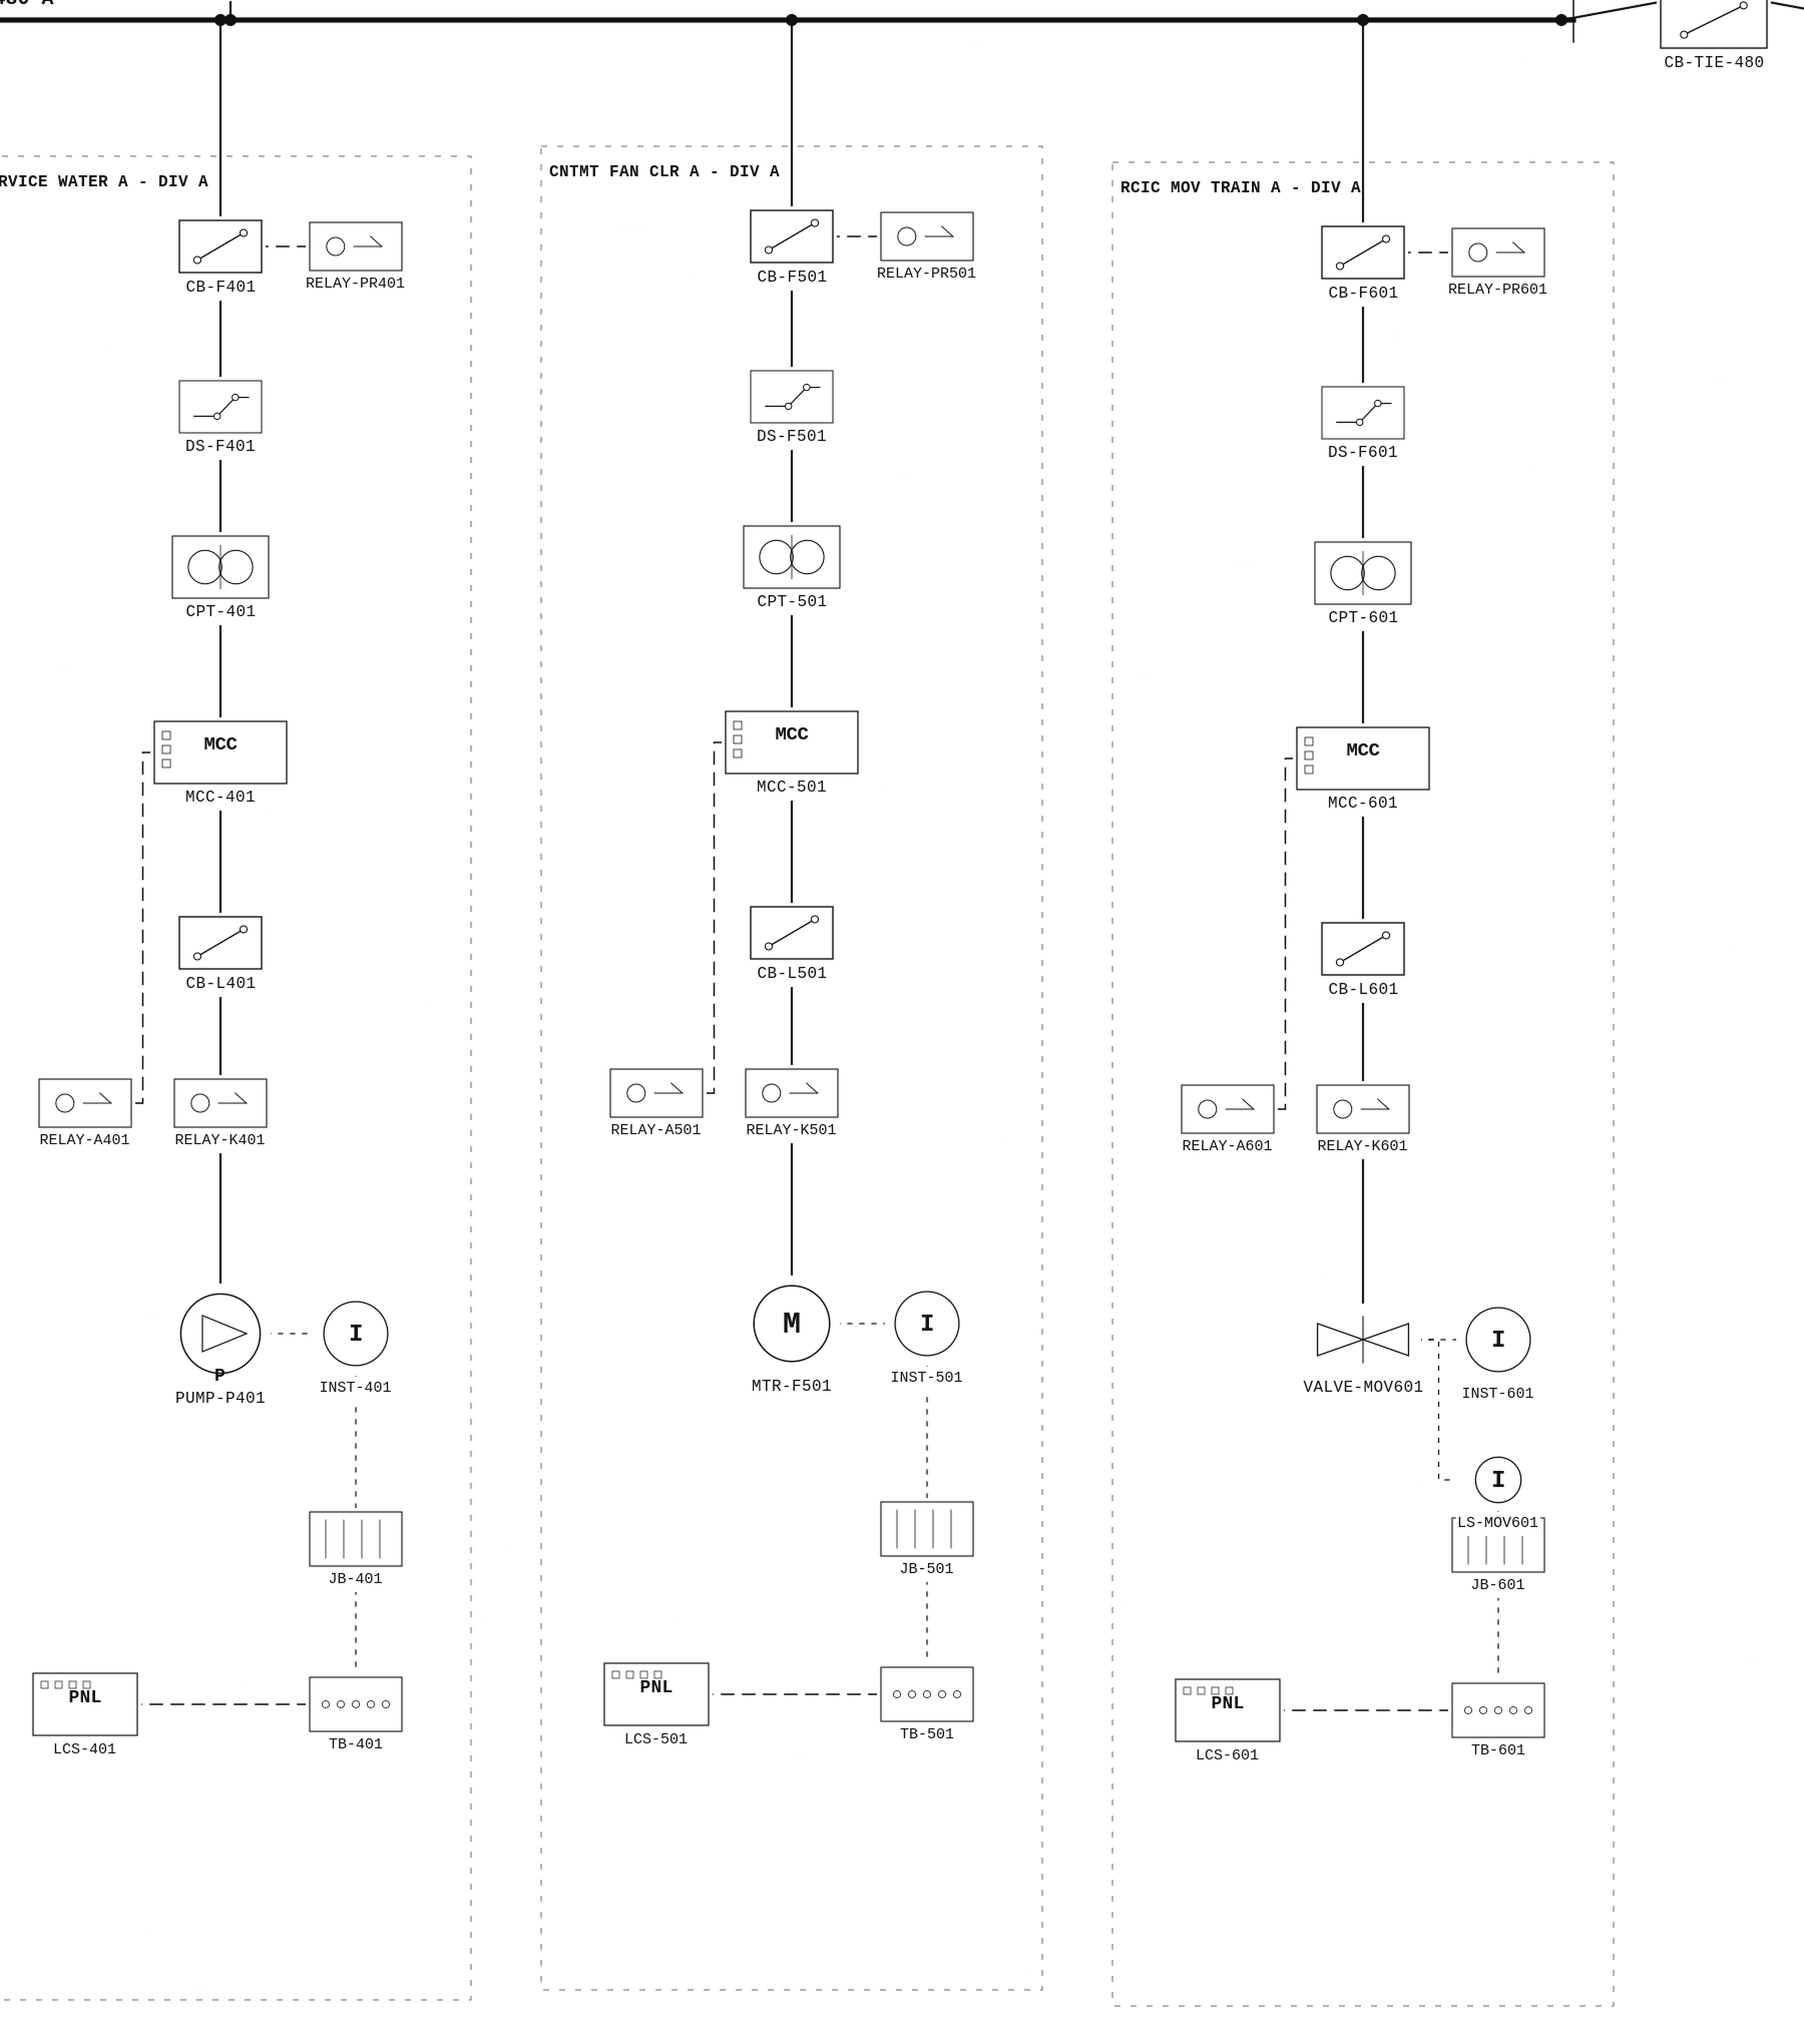 CB-TIE-480
RVICE WATER A - DIV A
CB-F401
RELAY-PR401
DS-F401
CPT-401
MCC
MCC-401
CB-L401
RELAY-A401
RELAY-K401
P
I
PUMP-P401
INST-401
JB-401
PNL
LCS-401
TB-401
CNTMT FAN CLR A - DIV A
CB-F501
RELAY-PR501
DS-F501
CPT-501
MCC
MCC-501
CB-L501
RELAY-A501
RELAY-K501
M
I
MTR-F501
INST-501
JB-501
PNL
LCS-501
TB-501
RCIC MOV TRAIN A - DIV A
CB-F601
RELAY-PR601
DS-F601
CPT-601
MCC
MCC-601
CB-L601
RELAY-A601
RELAY-K601
I
VALVE-MOV601
INST-601
I
LS-MOV601
JB-601
PNL
LCS-601
TB-601